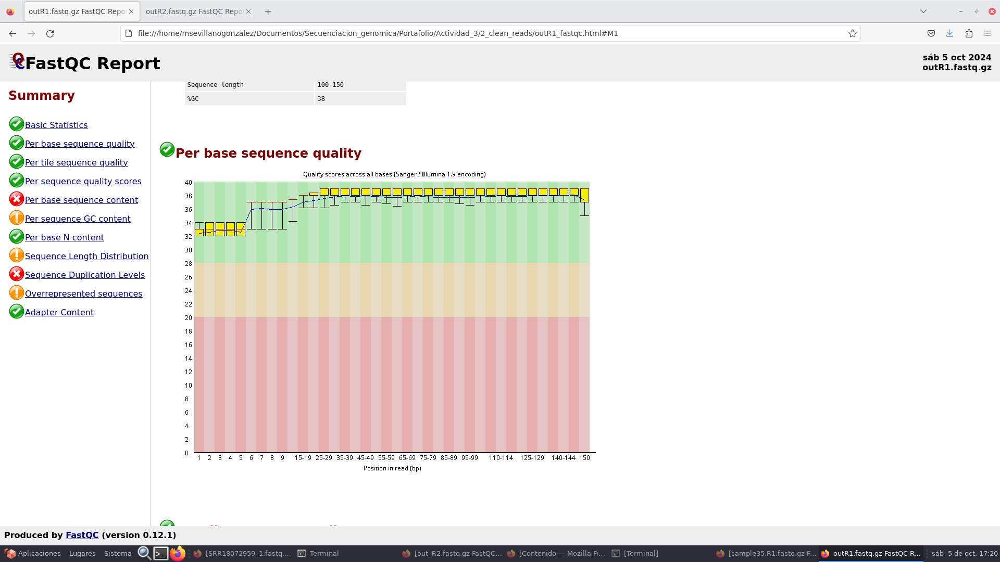 outR1.fastq.gz FastQC Repo
outR2.fastq.gz FastQC Repo
file:///home/msevillanogonzalez/Documentos/Secuenciacion_genomica/Portafolio/Actividad_3/2_clean_reads/outR1_fastqc.html#M1
FastQC Report
sáb 5 oct 2024
outR1.fastq.gz
Summary
Basic Statistics
Per base sequence quality
Per tile sequence quality
Per sequence quality scores
Per base sequence content
Per sequence GC content
Per base N content
Sequence Length Distribution
Sequence Duplication Levels
Overrepresented sequences
Adapter Content
Sequence length 100-150
%GC 38
Per base sequence quality
Quality scores across all bases (Sanger / Illumina 1.9 encoding)
40
38
36
34
32
30
28
26
24
22
20
18
16
14
12
10
8
6
4
2
0
1 2 3 4 5 6 7 8 9 15-19 25-29 35-39 45-49 55-59 65-69 75-79 85-89 95-99 110-114 125-129 140-144 150
Position in read (bp)
Produced by FastQC (version 0.12.1)
Aplicaciones Lugares Sistema [SRR18072959_1.fastq.... Terminal [out_R2.fastq.gz FastQC... [Contenido — Mozilla Fi... [Terminal] [sample35.R1.fastq.gz F... outR1.fastq.gz FastQC R... sáb 5 de oct, 17:20